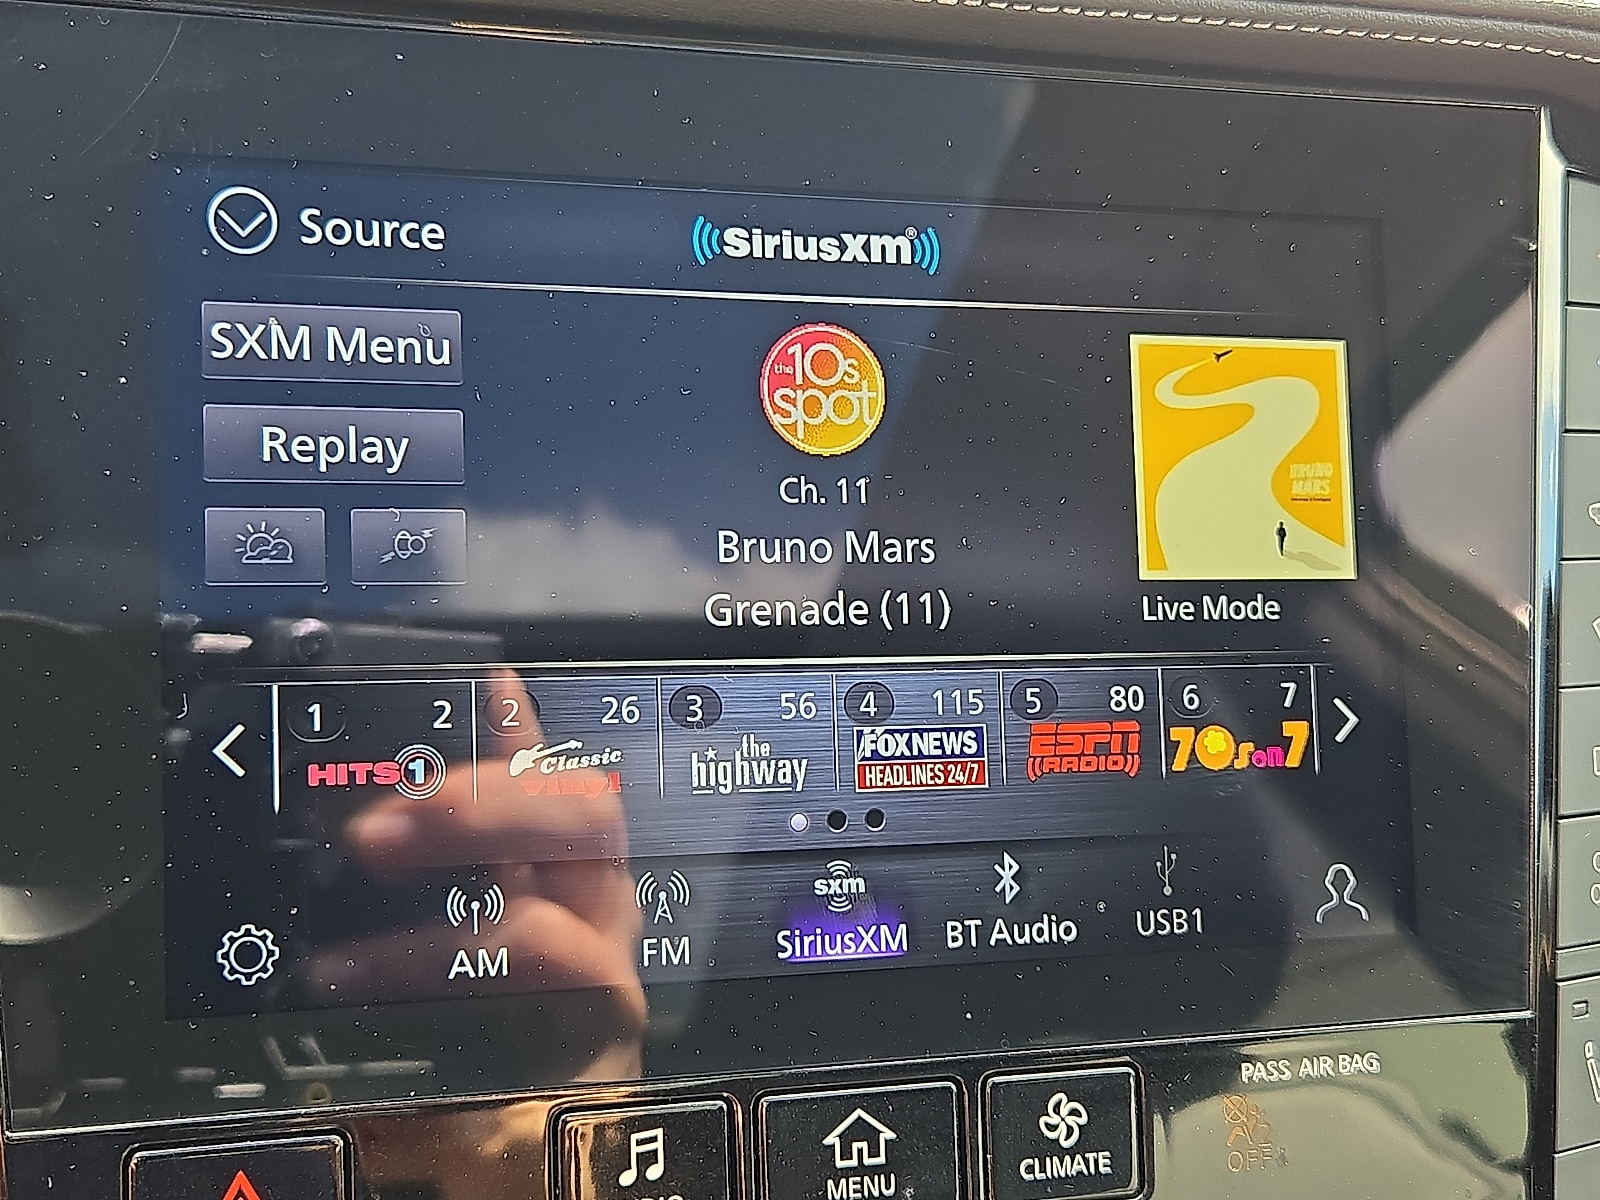 Source
((SiriusXm®))
SXM Menu
Replay
the 10s
spot
Ch. 11
Bruno Mars
Grenade (11)
BRUNO
MARS
Live Mode
1 2
HITS 1
2 26
Classic
vinyl
3 56
the
highway
4 115
FOX NEWS
HEADLINES 24/7
5 80
ESPN
RADIO
6 7
70s on 7
AM
FM
sxm
SiriusXM
BT Audio
USB1
PASS AIR BAG
OFF
MENU
CLIMATE